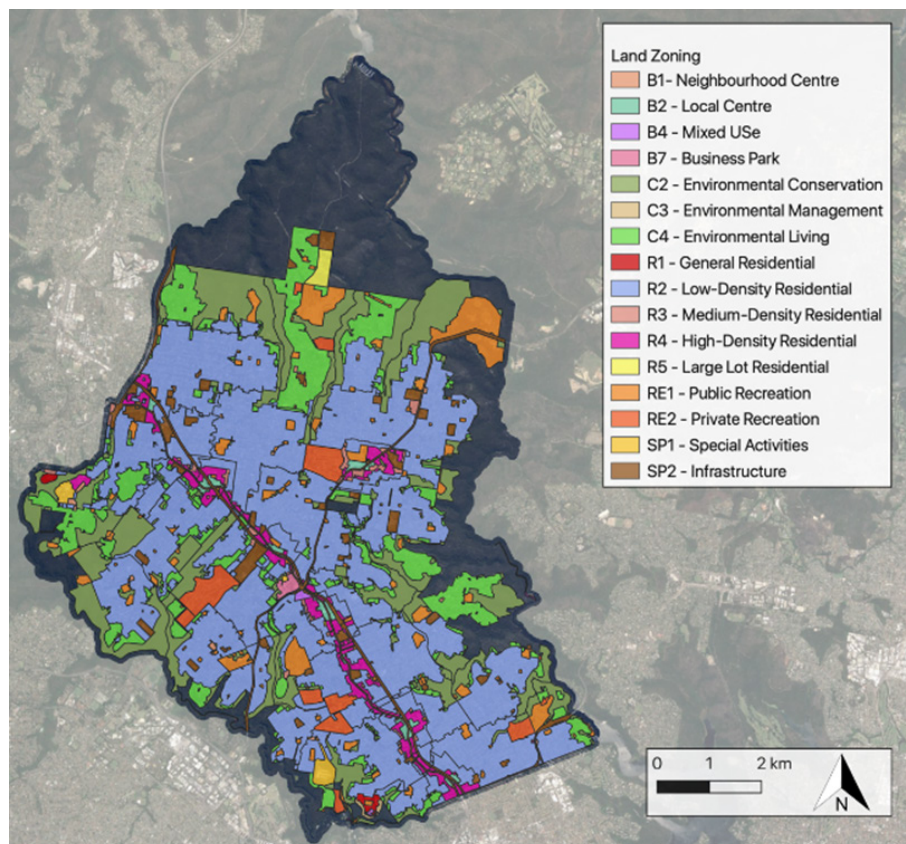 Land Zoning
B1- Neighbourhood Centre
B2 - Local Centre
B4 - Mixed USe
B7 - Business Park
C2 - Environmental Conservation
C3 - Environmental Management
C4 - Environmental Living
R1 - General Residential
R2 - Low-Density Residential
R3 - Medium-Density Residential
R4 - High-Density Residential
R5 - Large Lot Residential
RE1 - Public Recreation
RE2 - Private Recreation
SP1 - Special Activities
SP2 - Infrastructure
0 1 2 km
N